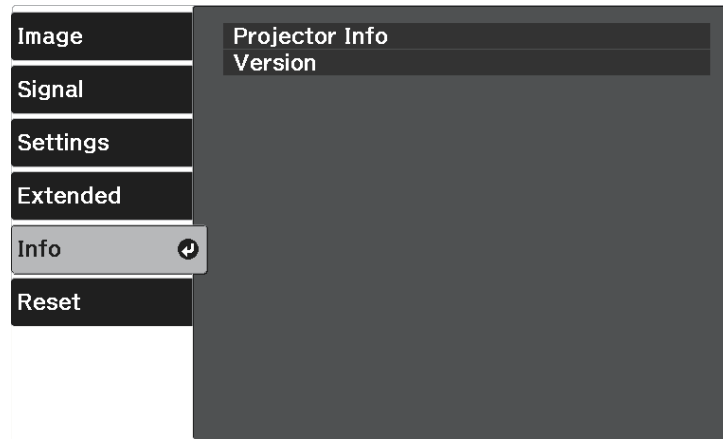 Image
Signal
Settings
Extended
Info
Reset
Projector Info
Version